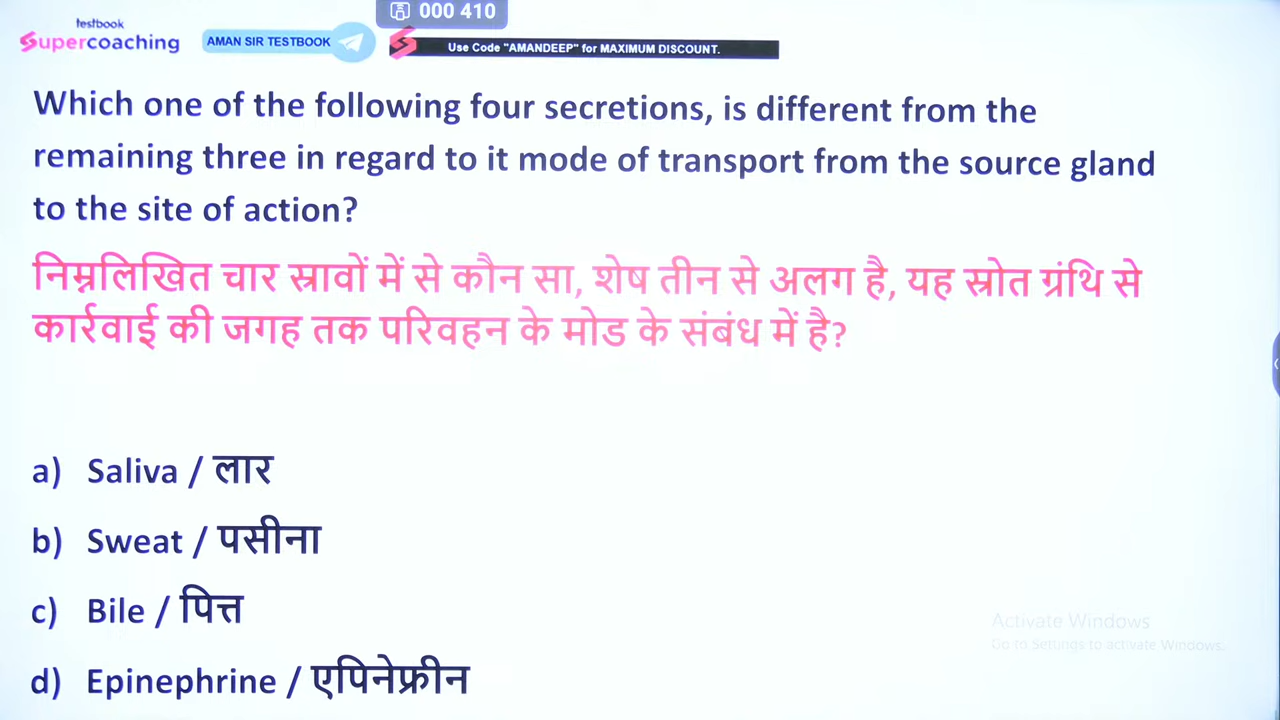 000 410
testbook
Supercoaching
AMAN SIR TESTBOOK
Use Code "AMANDEEP" for MAXIMUM DISCOUNT.
Which one of the following four secretions, is different from the
remaining three in regard to it mode of transport from the source gland
to the site of action?
निम्नलिखित चार स्रावों में से कौन सा, शेष तीन से अलग है, यह स्रोत ग्रंथि से
कार्रवाई की जगह तक परिवहन के मोड के संबंध में है?
a) Saliva / लार
b) Sweat / पसीना
c) Bile / पित्त
d) Epinephrine / एपिनेफ्रीन
Activate Windows
Go to Settings to activate Windows.